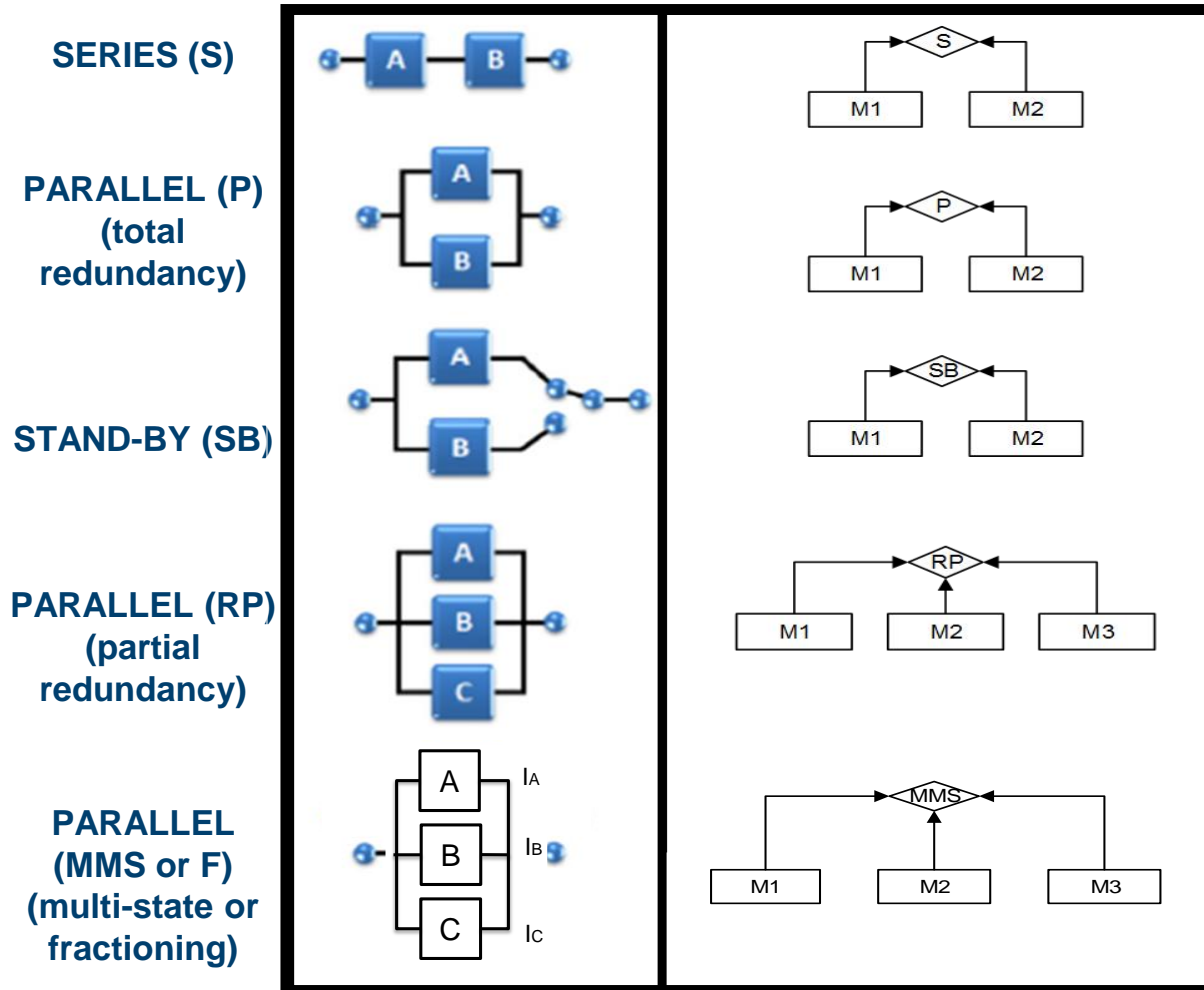 SERIES (S)
A B
S
M1 M2
PARALLEL (P)
(total
redundancy)
A
B
P
M1 M2
STAND-BY (SB)
A
B
SB
M1 M2
PARALLEL (RP)
(partial
redundancy)
A
B
C
RP
M1 M2 M3
PARALLEL
(MMS or F)
(multi-state or
fractioning)
A IA
B IB
C IC
MMS
M1 M2 M3